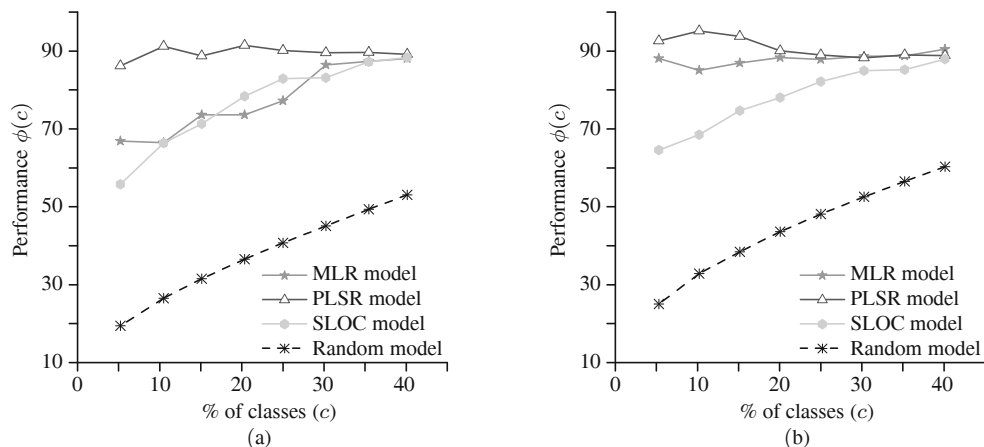 90
70
50
30
10
Performance ϕ(c)
MLR model
PLSR model
SLOC model
Random model
0 10 20 30 40
% of classes (c)
(a)
90
70
50
30
10
Performance ϕ(c)
MLR model
PLSR model
SLOC model
Random model
0 10 20 30 40
% of classes (c)
(b)